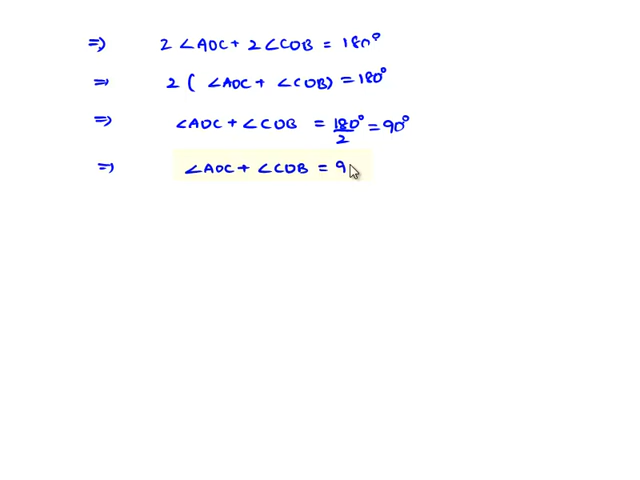 => 2 ∠AOC + 2 ∠COB = 180°
=> 2 ( ∠AOC + ∠COB) = 180°
=> ∠AOC + ∠COB = 180°/2 = 90°
=> ∠AOC + ∠COB = 9